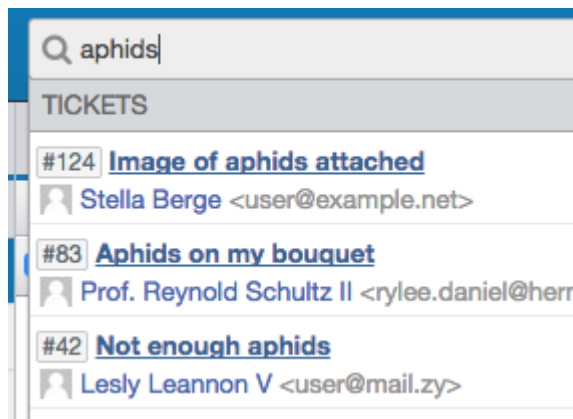 aphids
TICKETS
#124 Image of aphids attached
Stella Berge <user@example.net>
#83 Aphids on my bouquet
Prof. Reynold Schultz II <rylee.daniel@herr
#42 Not enough aphids
Lesly Leannon V <user@mail.zy>